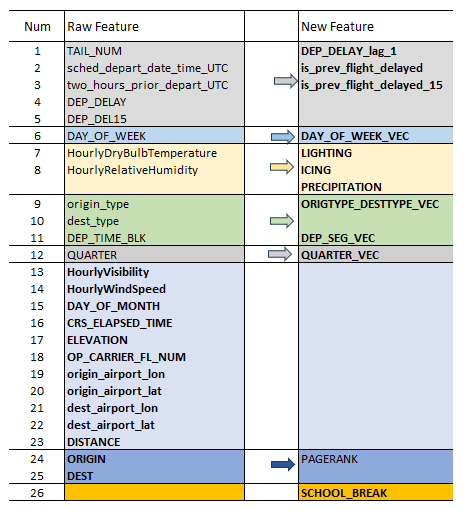 Num Raw Feature New Feature
1 TAIL_NUM DEP_DELAY_lag_1
2 sched_depart_date_time_UTC is_prev_flight_delayed
3 two_hours_prior_depart_UTC is_prev_flight_delayed_15
4 DEP_DELAY
5 DEP_DEL15
6 DAY_OF_WEEK DAY_OF_WEEK_VEC
7 HourlyDryBulbTemperature LIGHTING
8 HourlyRelativeHumidity ICING
PRECIPITATION
9 origin_type ORIGTYPE_DESTTYPE_VEC
10 dest_type
11 DEP_TIME_BLK DEP_SEG_VEC
12 QUARTER QUARTER_VEC
13 HourlyVisibility
14 HourlyWindSpeed
15 DAY_OF_MONTH
16 CRS_ELAPSED_TIME
17 ELEVATION
18 OP_CARRIER_FL_NUM
19 origin_airport_lon
20 origin_airport_lat
21 dest_airport_lon
22 dest_airport_lat
23 DISTANCE
24 ORIGIN PAGERANK
25 DEST
26 SCHOOL_BREAK